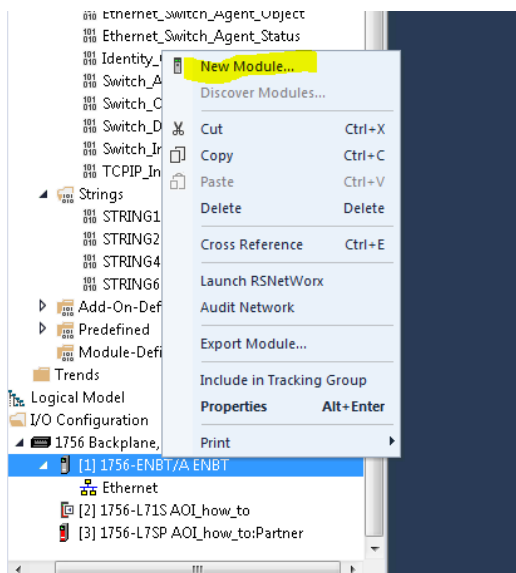 Ethernet_Switch_Agent_Object
Ethernet_Switch_Agent_Status
Identity_
Switch_A
Switch_C
Switch_D
Switch_In
TCPIP_In
Strings
STRING1
STRING2
STRING4
STRING6
Add-On-Def
Predefined
Module-Defi
Trends
Logical Model
I/O Configuration
1756 Backplane,
[1] 1756-ENBT/A ENBT
Ethernet
[2] 1756-L71S AOI_how_to
[3] 1756-L7SP AOI_how_to:Partner
New Module...
Discover Modules...
Cut Ctrl+X
Copy Ctrl+C
Paste Ctrl+V
Delete Delete
Cross Reference Ctrl+E
Launch RSNetWorx
Audit Network
Export Module...
Include in Tracking Group
Properties Alt+Enter
Print